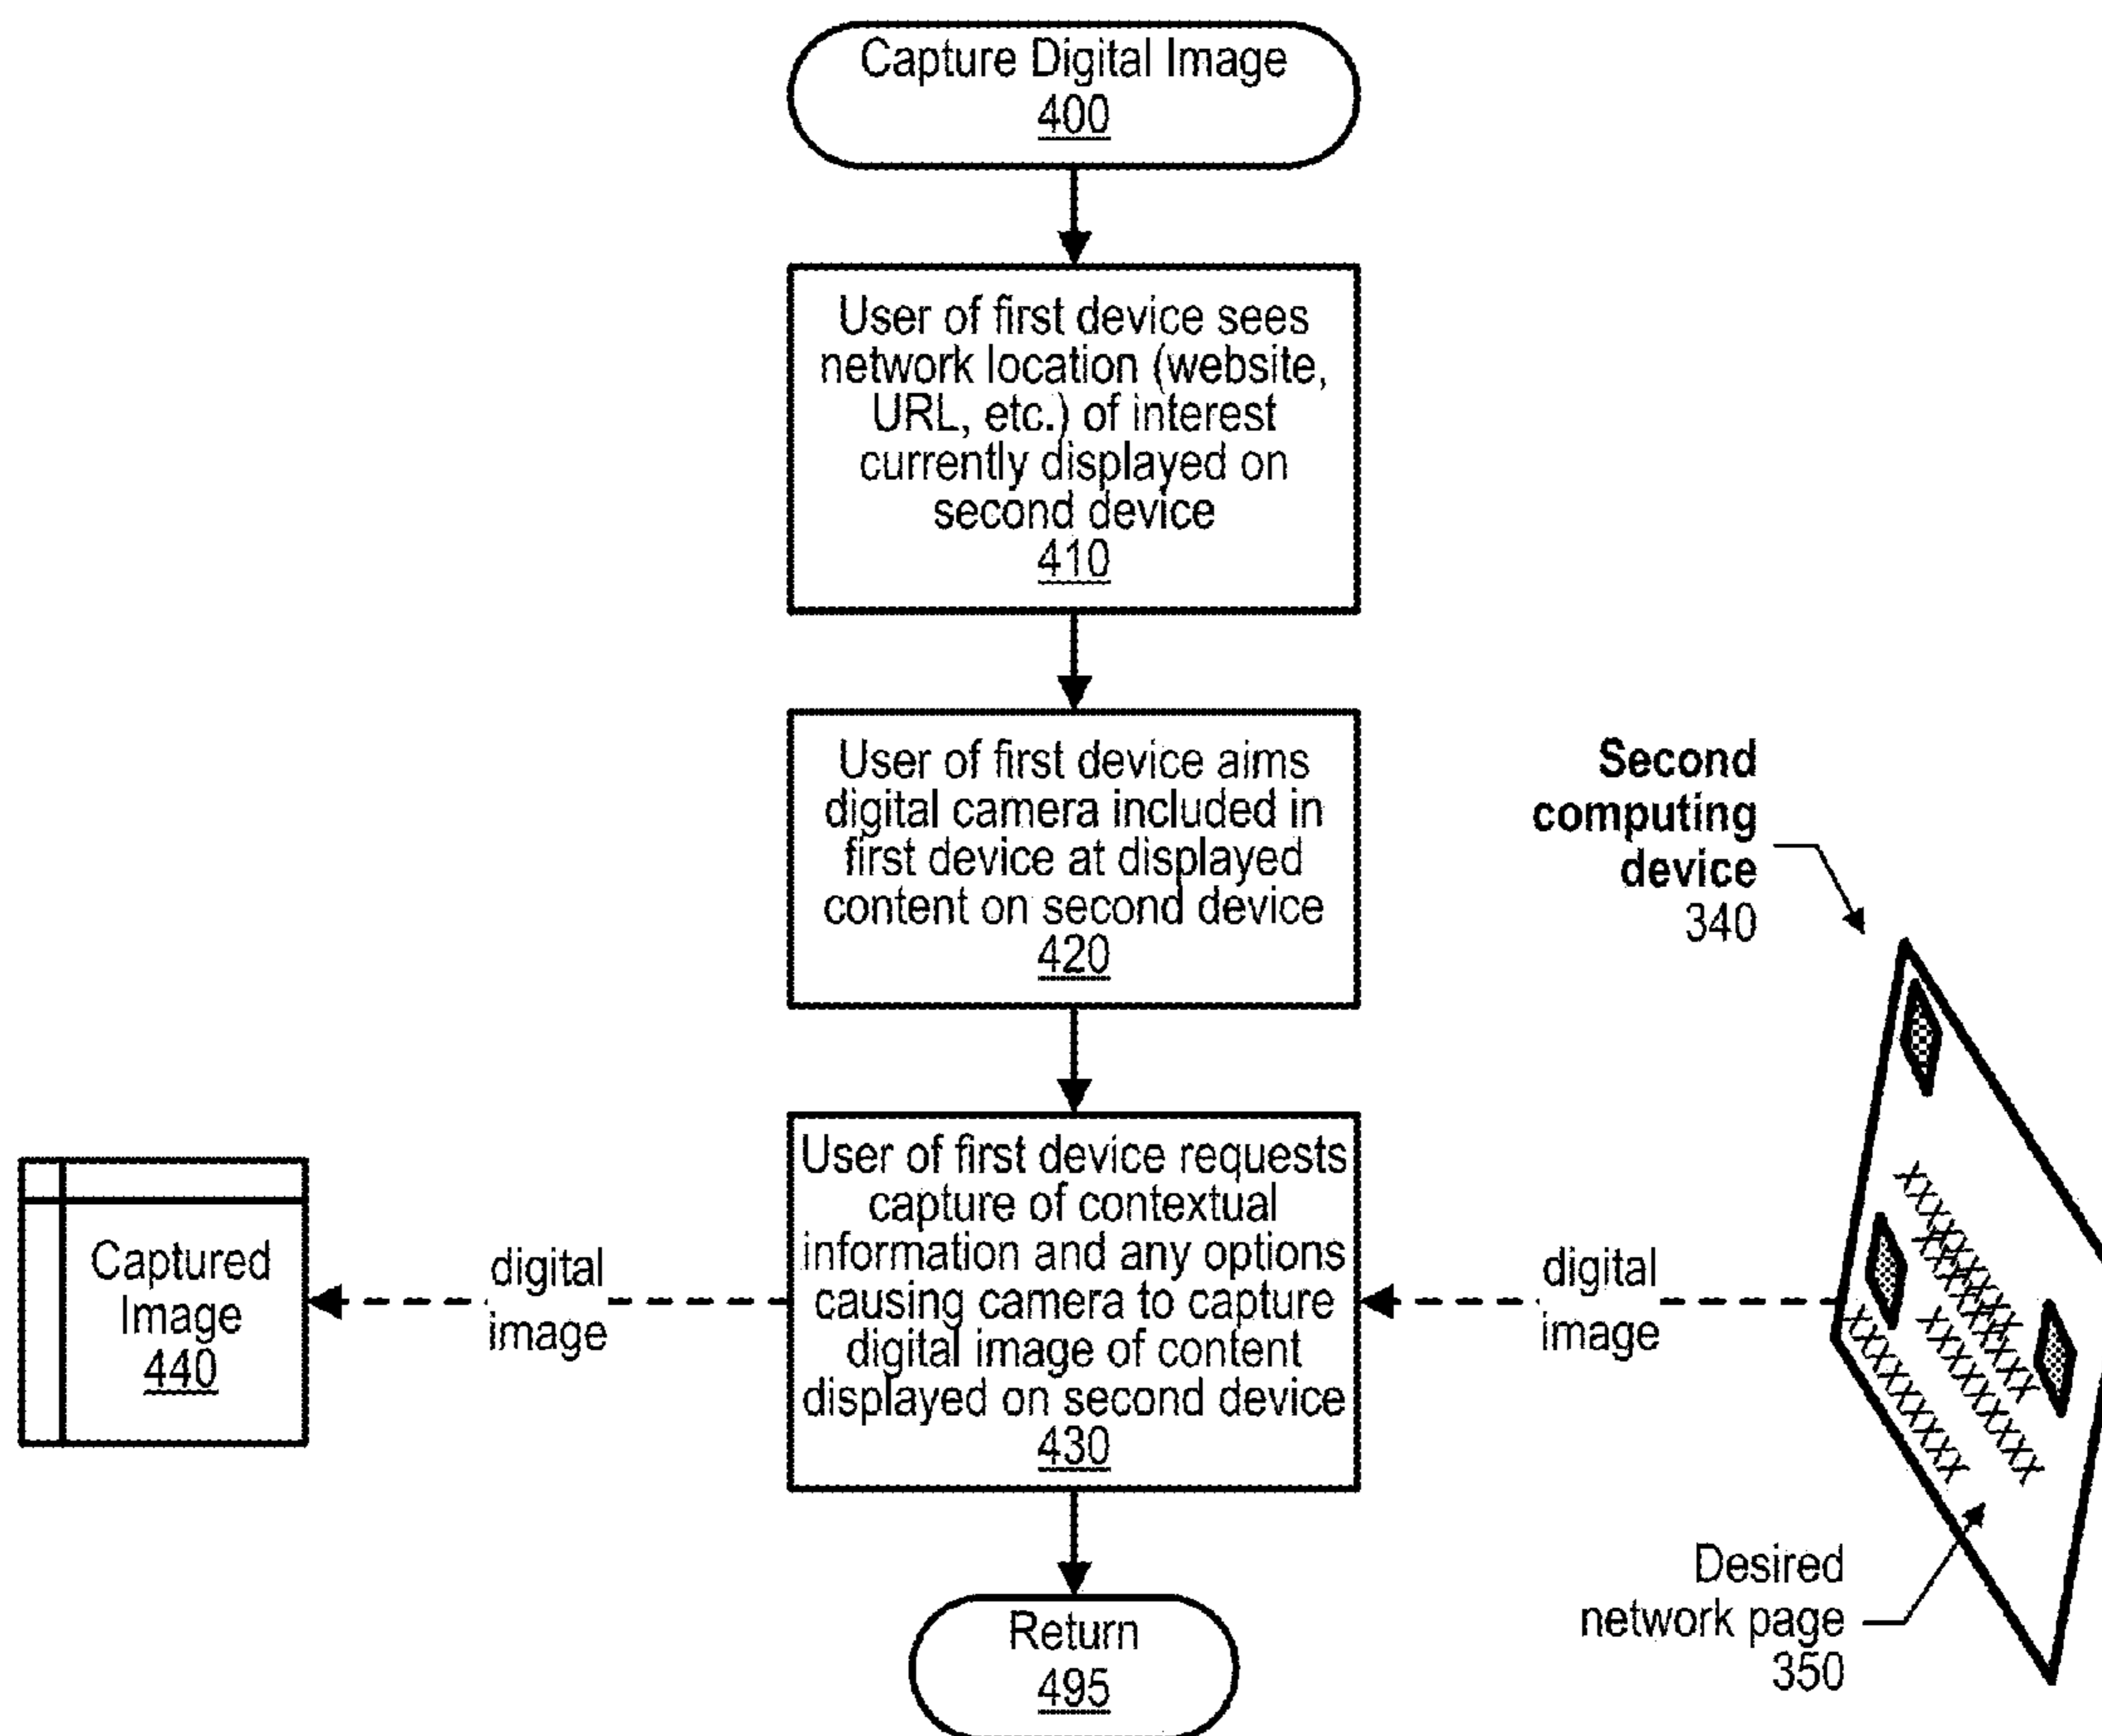 Capture Digital Image
400
User of first device sees
network location (website,
URL, etc.) of interest
currently displayed on
second device
410
User of first device aims
digital camera included in
first device at displayed
content on second device
420
Second
computing
device
340
User of first device requests
capture of contextual
information and any options
causing camera to capture
digital image of content
displayed on second device
430
Captured
Image
440
digital
image
digital
image
XXXXXXXX
XXXXXXXX
XXXXXXXX
XXXXXXXX
Desired
network page
350
Return
495